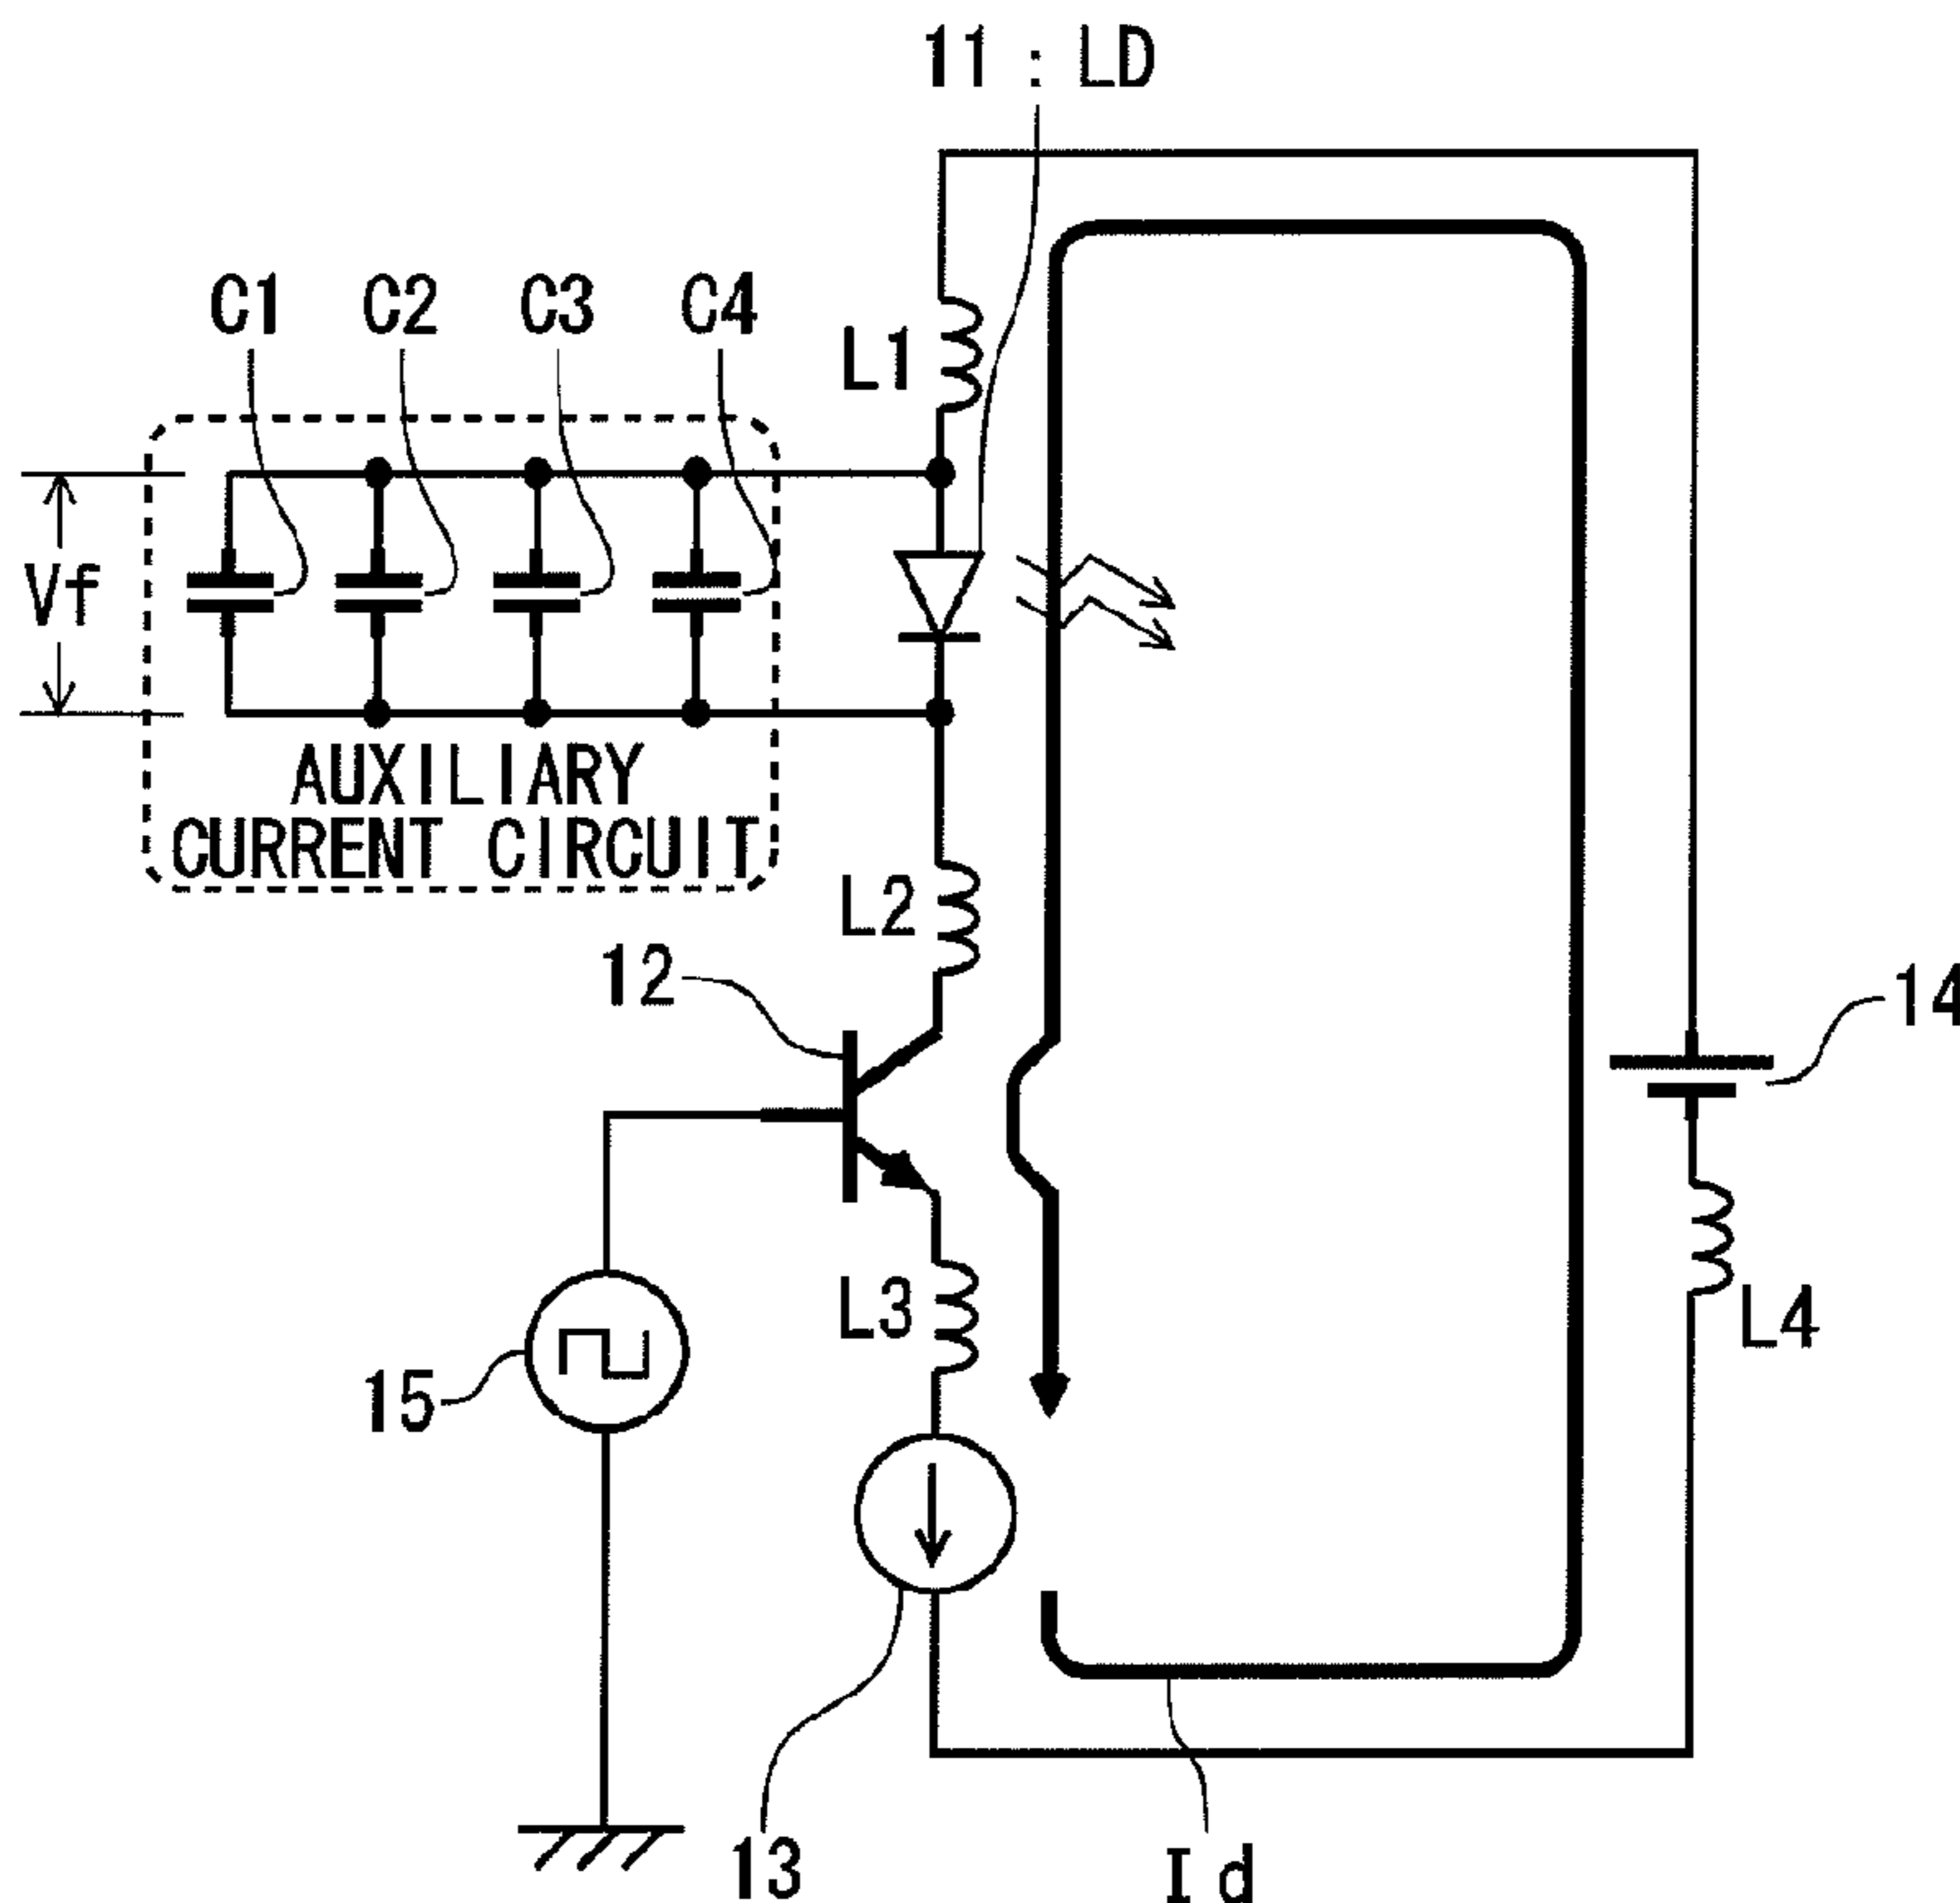 11 : LD
C1 C2 C3 C4
L1
Vf
AUXILIARY
CURRENT CIRCUIT
L2
12
14
L3
L4
15
13
Id